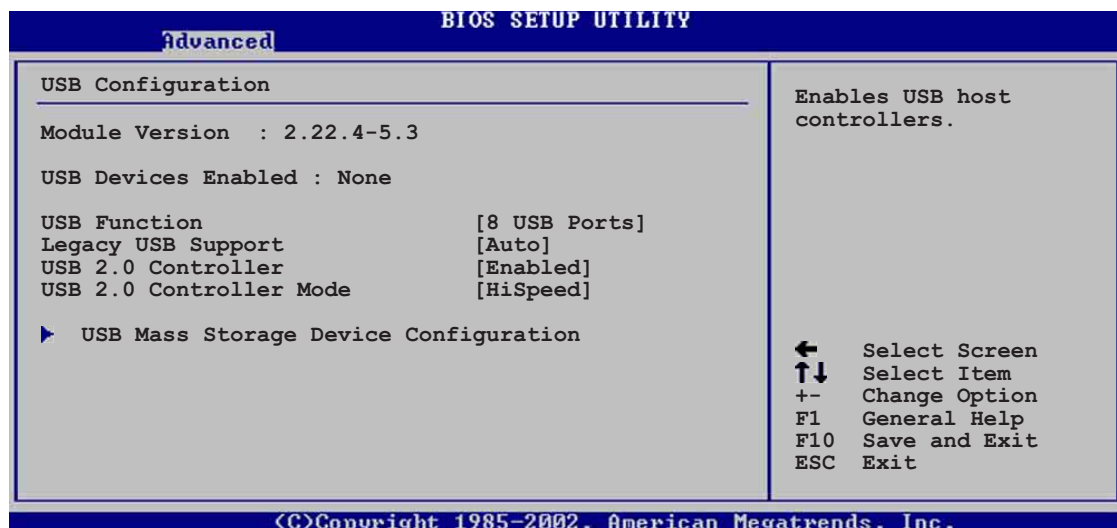 BIOS SETUP UTILITY
Advanced
USB Configuration
Module Version : 2.22.4-5.3
USB Devices Enabled : None
USB Function [8 USB Ports]
Legacy USB Support [Auto]
USB 2.0 Controller [Enabled]
USB 2.0 Controller Mode [HiSpeed]
USB Mass Storage Device Configuration
Enables USB host
controllers.
Select Screen
Select Item
+- Change Option
F1 General Help
F10 Save and Exit
ESC Exit
(C)Copyright 1985-2002, American Megatrends, Inc.